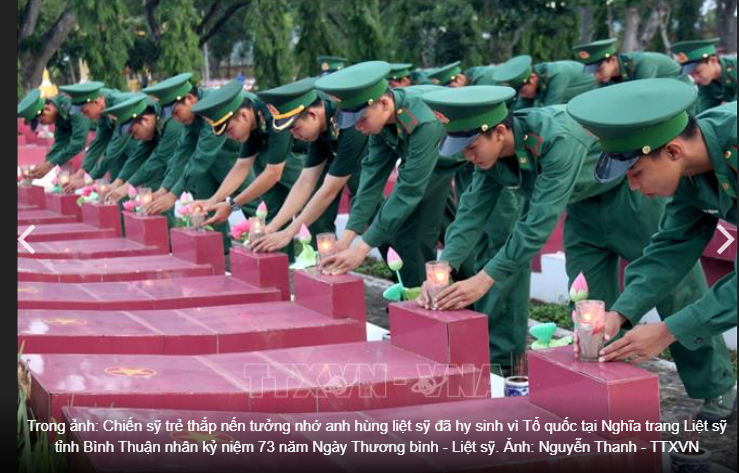 TTXVN - VNA
Trong ảnh: Chiến sỹ trẻ thắp nến tưởng nhớ anh hùng liệt sỹ đã hy sinh vì Tổ quốc tại Nghĩa trang Liệt sỹ
tỉnh Bình Thuận nhân kỷ niệm 73 năm Ngày Thương binh - Liệt sỹ. Ảnh: Nguyễn Thanh - TTXVN